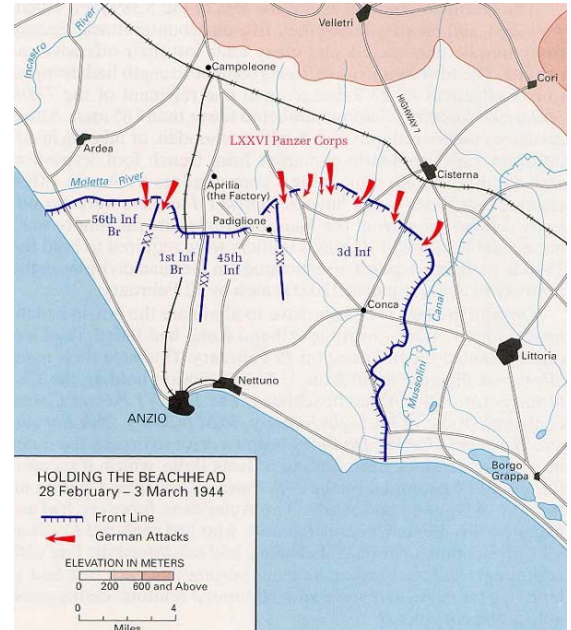 Incastro
River
Velletri
Campoleone
Cori
HIGHWAY 7
Ardea
LXXVI Panzer Corps
Cisterna
Moletta River
Aprilia
(the Factory)
56th Inf
Br
Padiglione
XX
1st Inf
Br
XX
45th
Inf
XX
3d Inf
Conca
Mussolini Canal
Littoria
Nettuno
ANZIO
Borgo
Grappa
HOLDING THE BEACHHEAD
28 February – 3 March 1944
Front Line
German Attacks
ELEVATION IN METERS
0 200 600 and Above
0 4
Miles